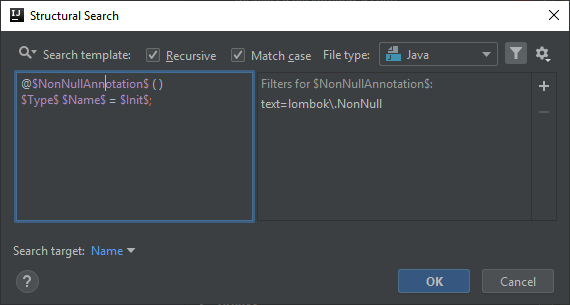 Structural Search
Search template: Recursive Match case File type: Java
@$NonNullAnnotation$ ()
$Type$ $Name$ = $Init$;
Filters for $NonNullAnnotation$:
text=lombok\.NonNull
Search target: Name
? OK Cancel